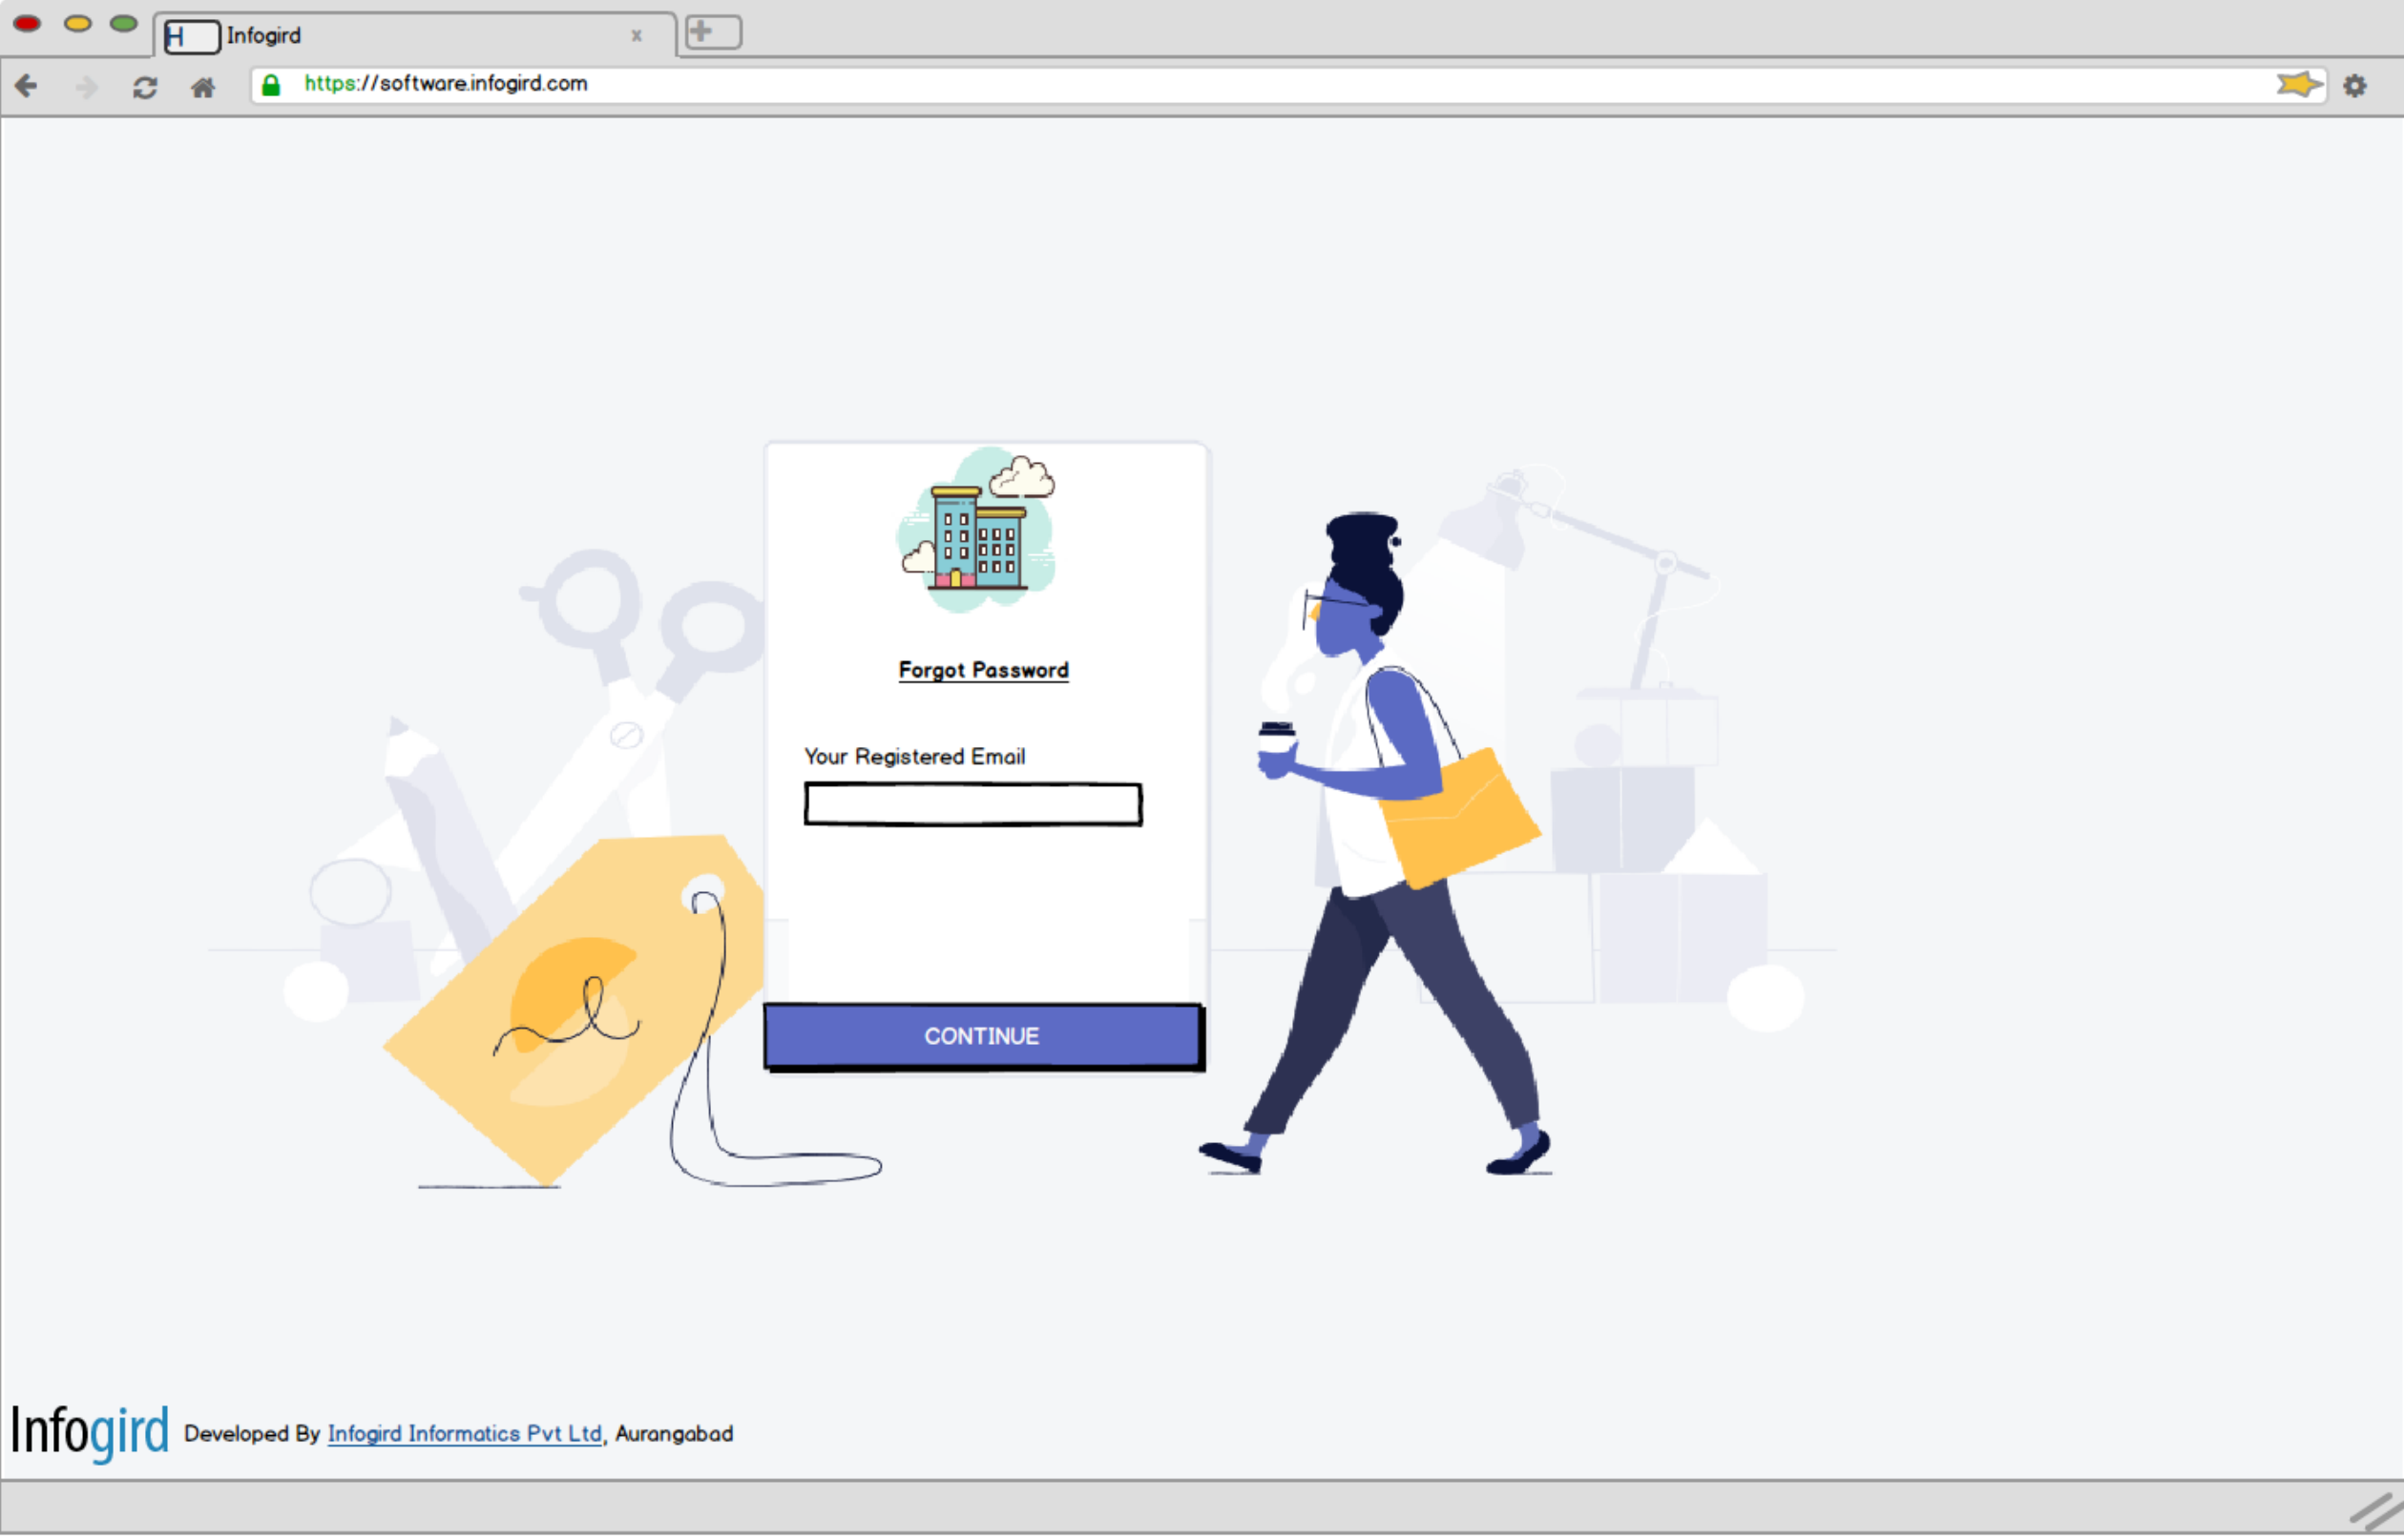 H Infogird x
https://software.infogird.com
Forgot Password
Your Registered Email
CONTINUE
Infogird Developed By Infogird Informatics Pvt Ltd, Aurangabad